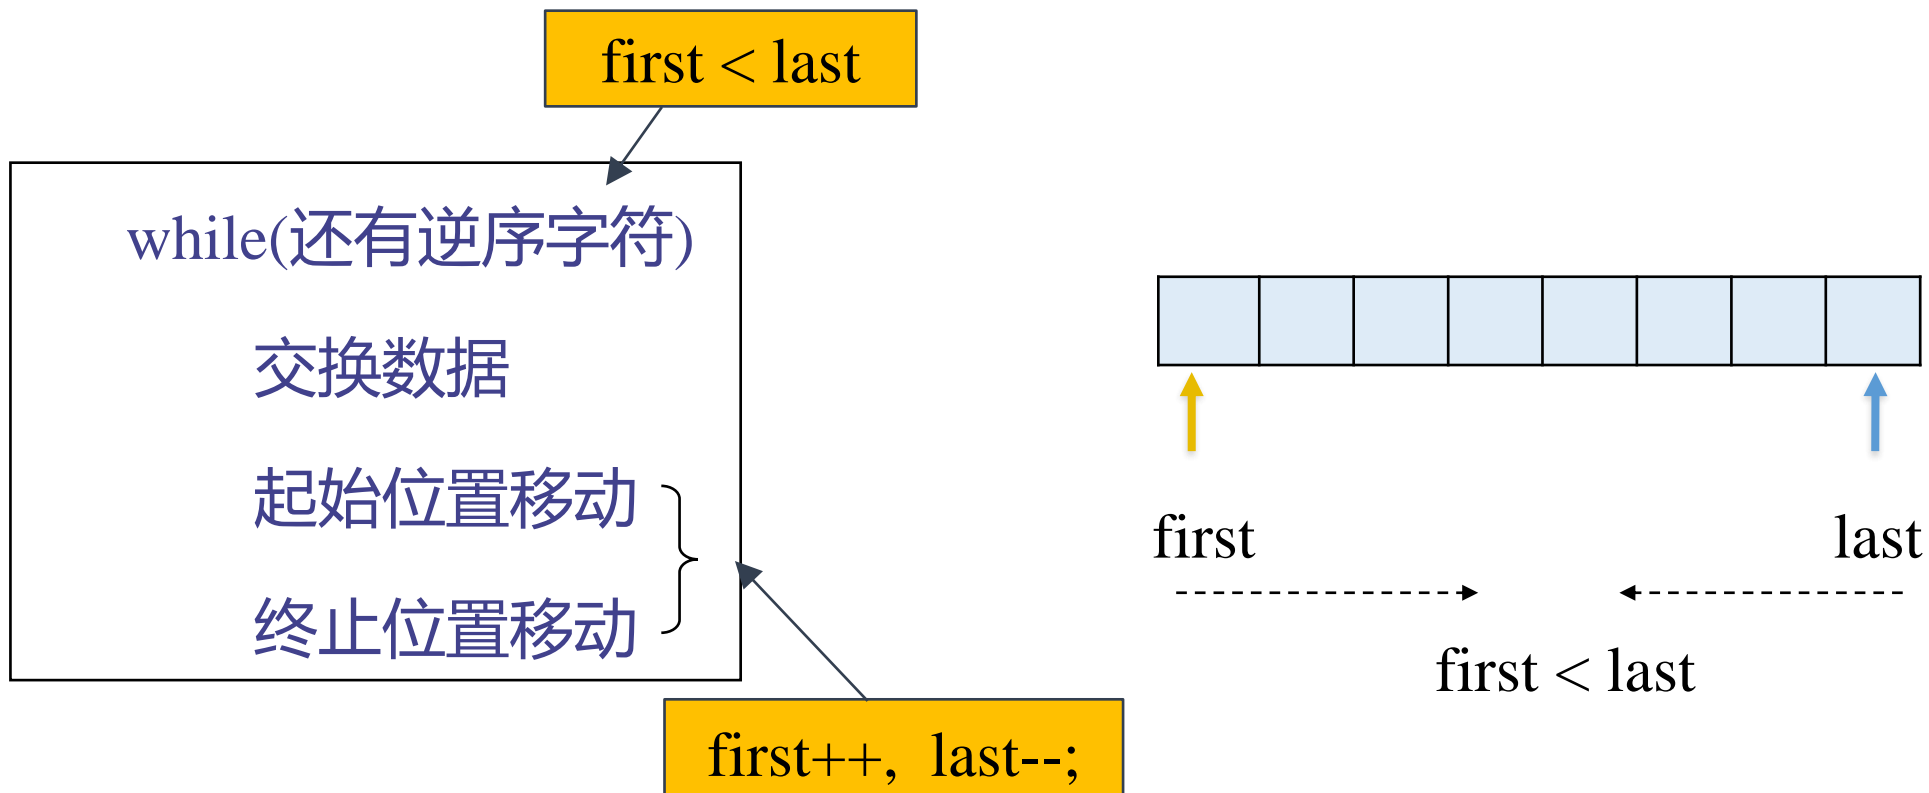 first < last
while(还有逆序字符)
交换数据
起始位置移动
终止位置移动
first++, last--;
first
last
first < last